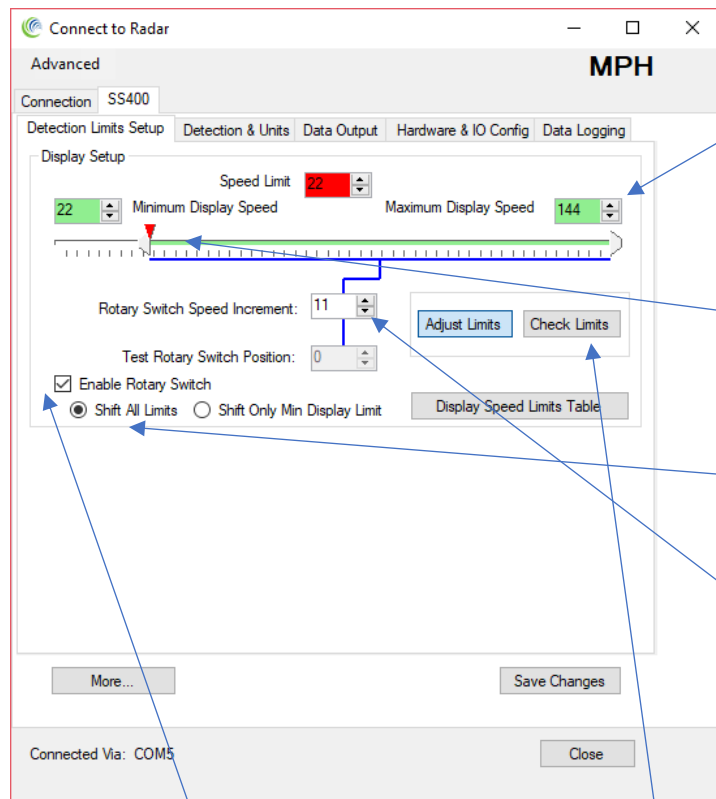 Connect to Radar
Advanced
MPH
Connection SS400
Detection Limits Setup Detection & Units Data Output Hardware & IO Config Data Logging
Display Setup
Speed Limit 22
22 Minimum Display Speed Maximum Display Speed 144
Rotary Switch Speed Increment: 11
Adjust Limits Check Limits
Test Rotary Switch Position: 0
Enable Rotary Switch
Shift All Limits Shift Only Min Display Limit Display Speed Limits Table
More... Save Changes
Connected Via: COM5 Close